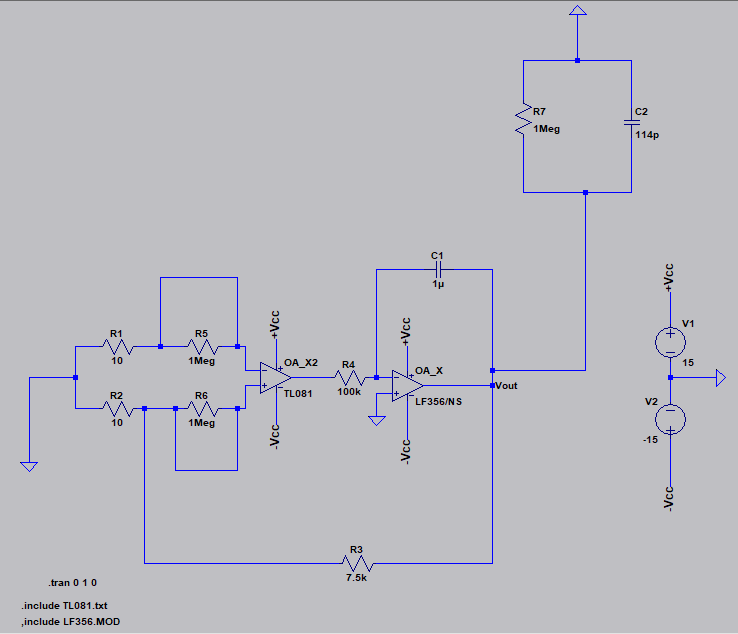 R7
1Meg
C2
114p
C1
1µ
+Vcc
V1
15
V2
-15
-Vcc
R1
10
R5
1Meg
+Vcc
OA_X2
TL081
-Vcc
R4
100k
+Vcc
OA_X
LF356/NS
-Vcc
Vout
R2
10
R6
1Meg
R3
7.5k
.tran 0 1 0
.include TL081.txt
,include LF356.MOD